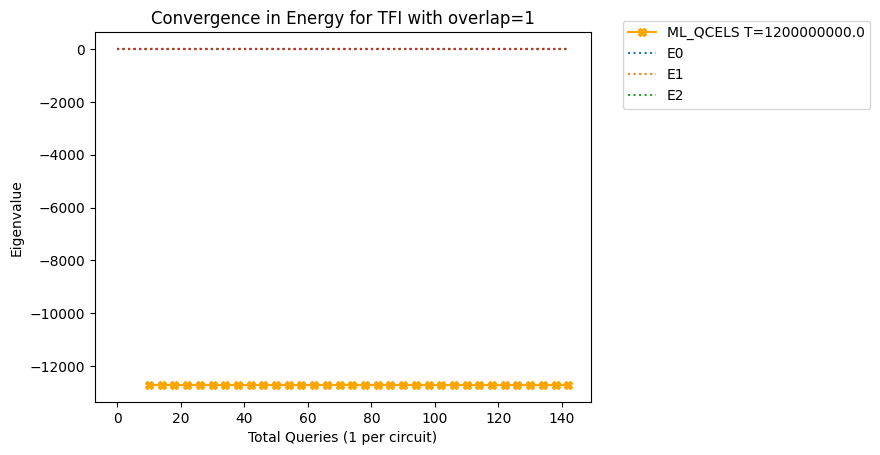 Convergence in Energy for TFI with overlap=1
ML_QCELS T=1200000000.0
E0
E1
E2
0
−2000
−4000
−6000
−8000
−10000
−12000
Eigenvalue
0 20 40 60 80 100 120 140
Total Queries (1 per circuit)